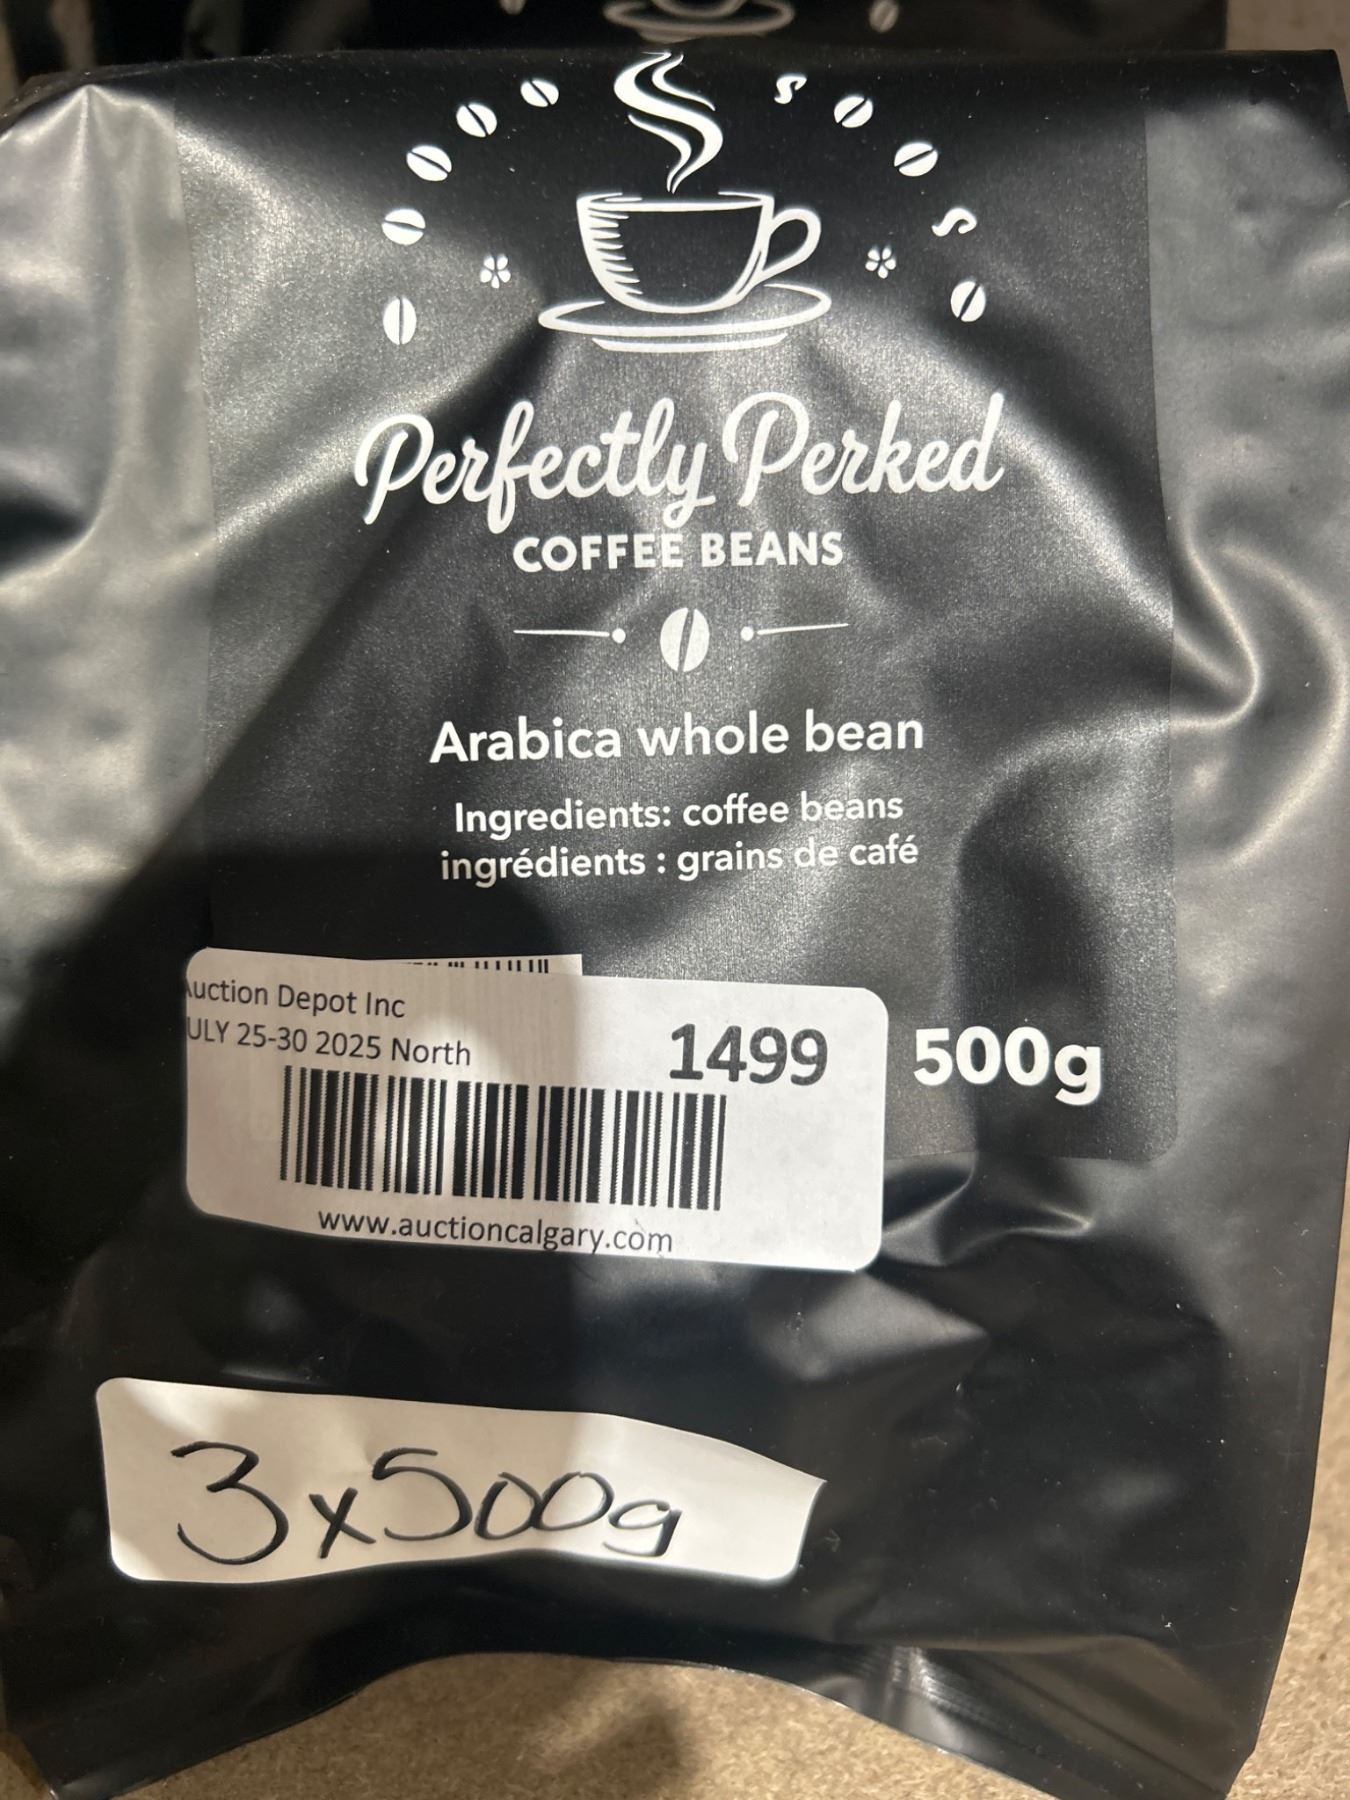 Perfectly Perked
COFFEE BEANS
Arabica whole bean
Ingredients: coffee beans
ingrédients : grains de café
Auction Depot Inc
ULY 25-30 2025 North
1499
500g
www.auctioncalgary.com
3x500g